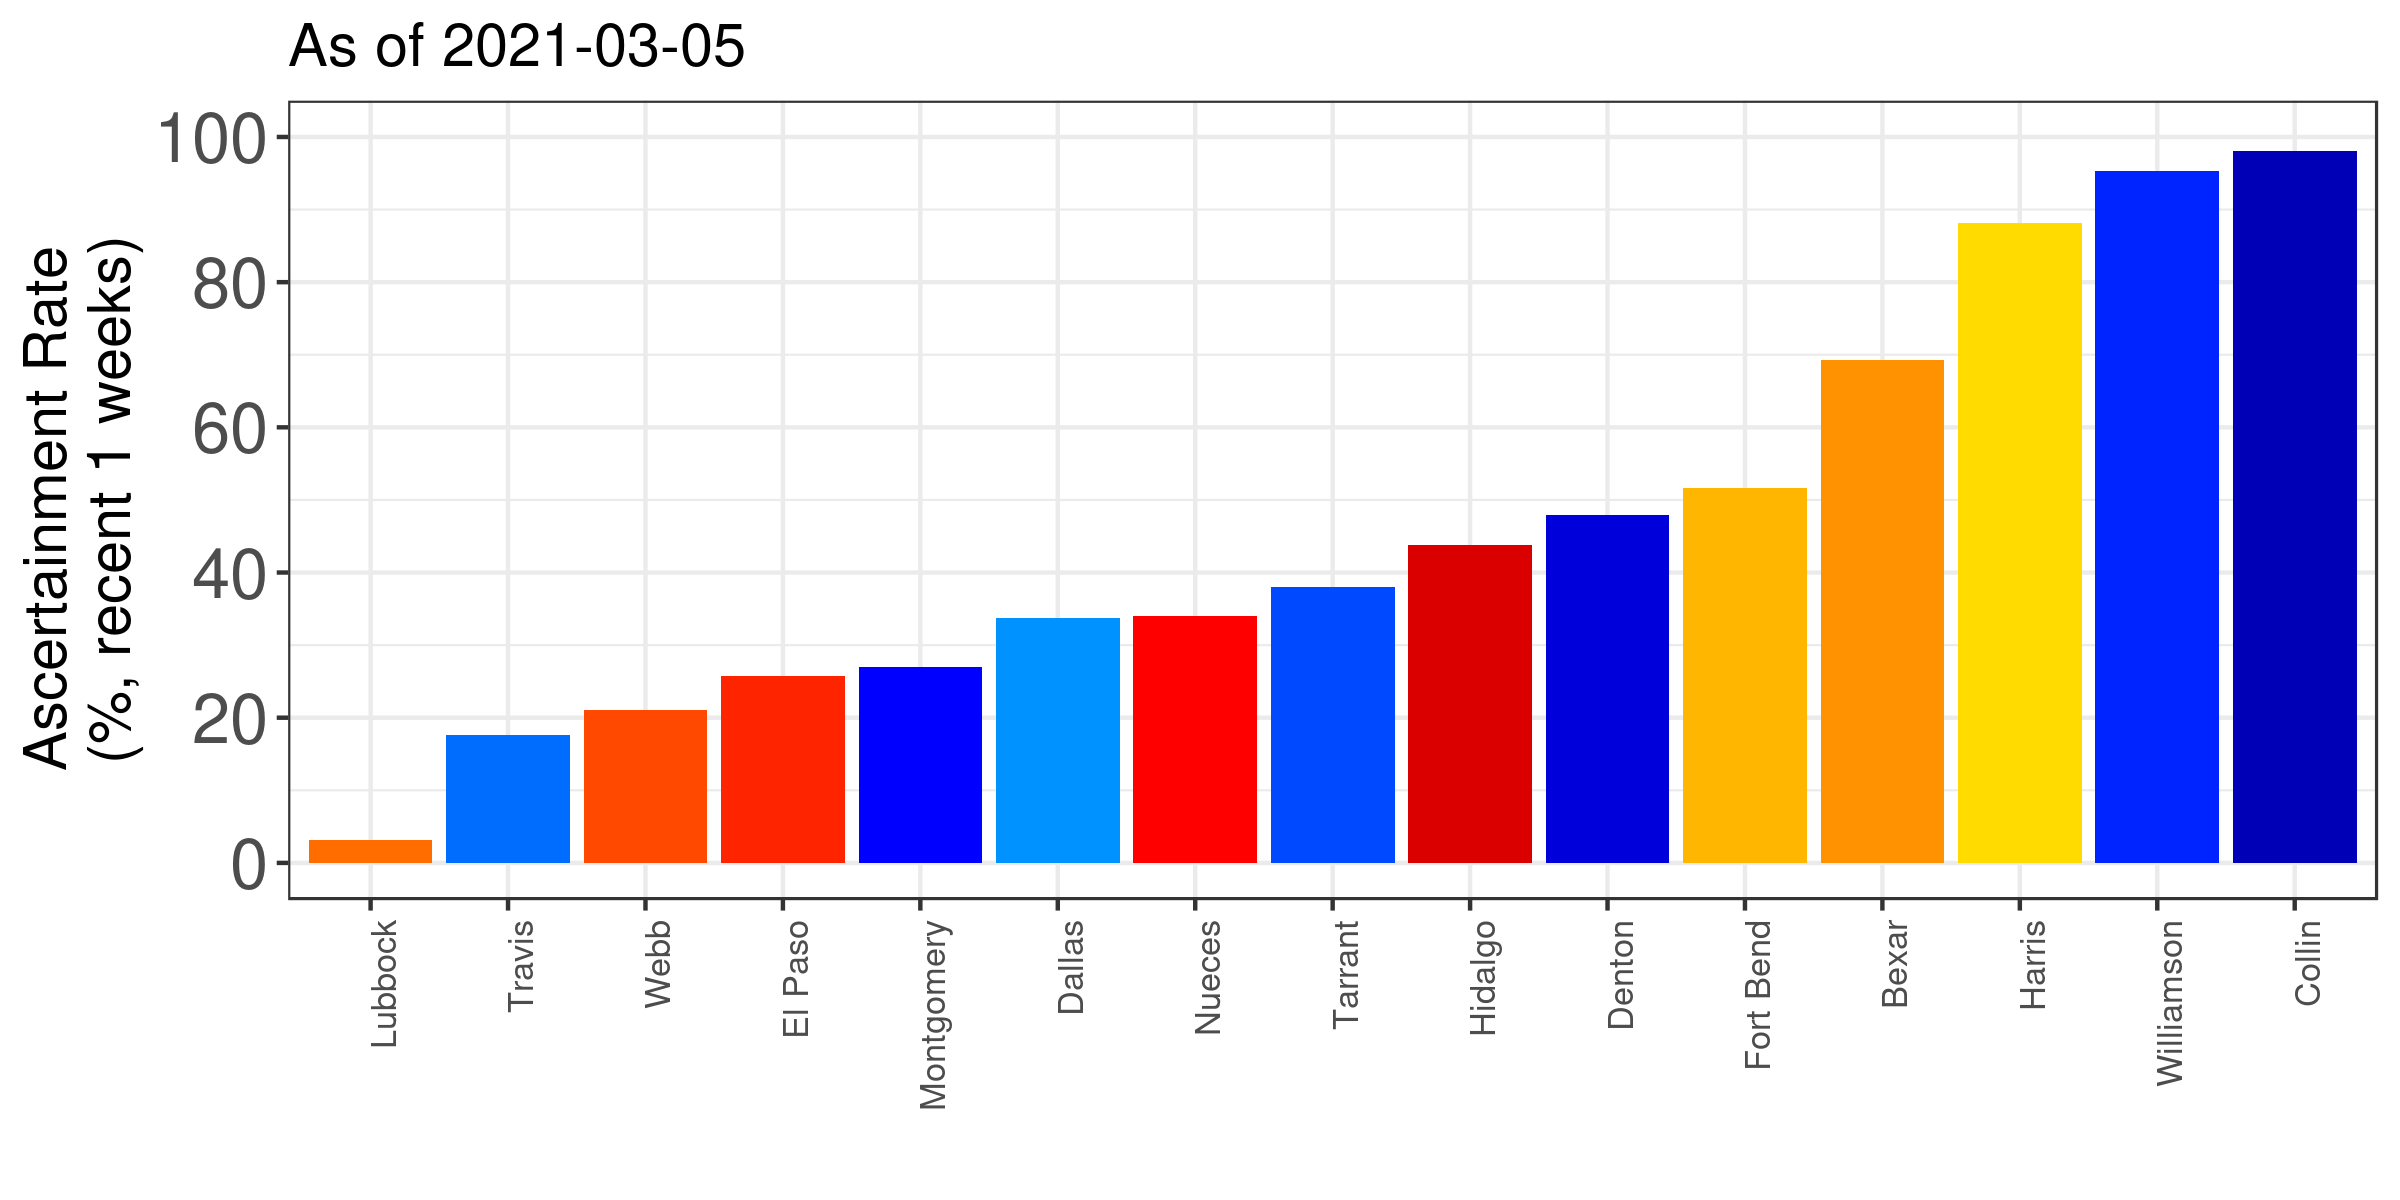 As of 2021-03-05
Ascertainment Rate
(%, recent 1 weeks)
100
80
60
40
20
0
Lubbock
Travis
Webb
El Paso
Montgomery
Dallas
Nueces
Tarrant
Hidalgo
Denton
Fort Bend
Bexar
Harris
Williamson
Collin